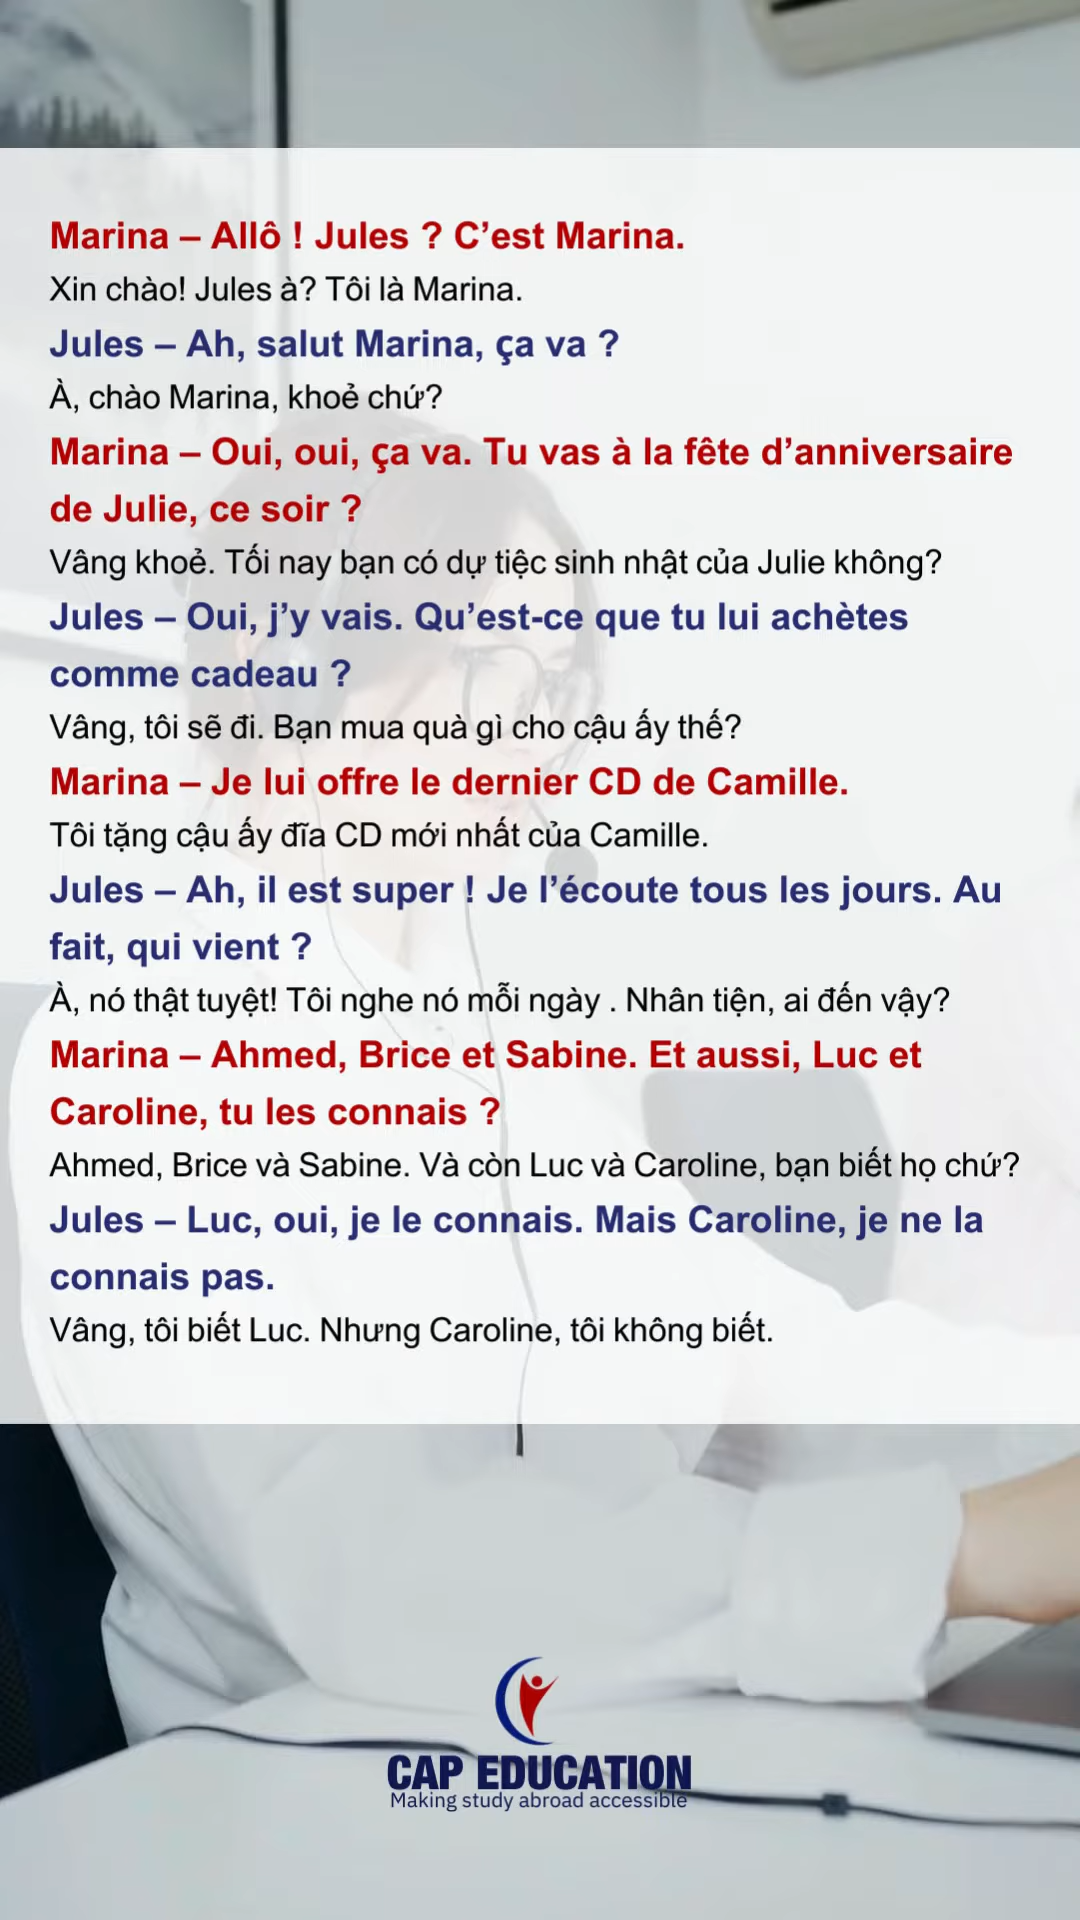 Marina – Allô ! Jules ? C’est Marina.
Xin chào! Jules à? Tôi là Marina.
Jules – Ah, salut Marina, ça va ?
À, chào Marina, khoẻ chứ?
Marina – Oui, oui, ça va. Tu vas à la fête d’anniversaire
de Julie, ce soir ?
Vâng khoẻ. Tối nay bạn có dự tiệc sinh nhật của Julie không?
Jules – Oui, j’y vais. Qu’est-ce que tu lui achètes
comme cadeau ?
Vâng, tôi sẽ đi. Bạn mua quà gì cho cậu ấy thế?
Marina – Je lui offre le dernier CD de Camille.
Tôi tặng cậu ấy đĩa CD mới nhất của Camille.
Jules – Ah, il est super ! Je l’écoute tous les jours. Au
fait, qui vient ?
À, nó thật tuyệt! Tôi nghe nó mỗi ngày . Nhân tiện, ai đến vậy?
Marina – Ahmed, Brice et Sabine. Et aussi, Luc et
Caroline, tu les connais ?
Ahmed, Brice và Sabine. Và còn Luc và Caroline, bạn biết họ chứ?
Jules – Luc, oui, je le connais. Mais Caroline, je ne la
connais pas.
Vâng, tôi biết Luc. Nhưng Caroline, tôi không biết.
CAP EDUCATION
Making study abroad accessible